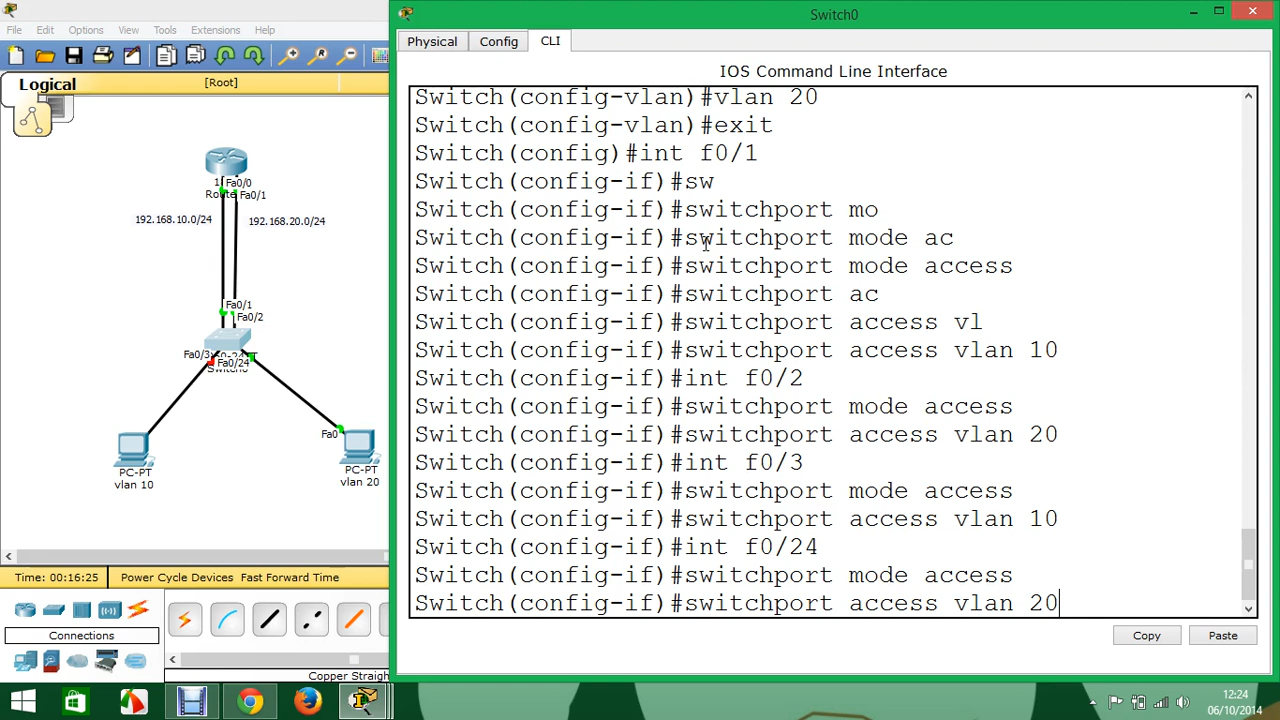 Switch0
File Edit Options View Tools Extensions Help
Physical Config CLI
IOS Command Line Interface
Logical
[Root]
Switch(config-vlan)#vlan 20
Switch(config-vlan)#exit
Switch(config)#int f0/1
Switch(config-if)#sw
Switch(config-if)#switchport mo
Switch(config-if)#switchport mode ac
Switch(config-if)#switchport mode access
Switch(config-if)#switchport ac
Switch(config-if)#switchport access vl
Switch(config-if)#switchport access vlan 10
Switch(config-if)#int f0/2
Switch(config-if)#switchport mode access
Switch(config-if)#switchport access vlan 20
Switch(config-if)#int f0/3
Switch(config-if)#switchport mode access
Switch(config-if)#switchport access vlan 10
Switch(config-if)#int f0/24
Switch(config-if)#switchport mode access
Switch(config-if)#switchport access vlan 20
Copy Paste
Fa0/0
Fa0/1
192.168.10.0/24 192.168.20.0/24
Fa0/1
Fa0/2
Fa0/3
Fa0/24
Switch0
Fa0
PC-PT
vlan 10
PC-PT
vlan 20
Time: 00:16:25 Power Cycle Devices Fast Forward Time
Connections
Copper Straigh
12:24
06/10/2014